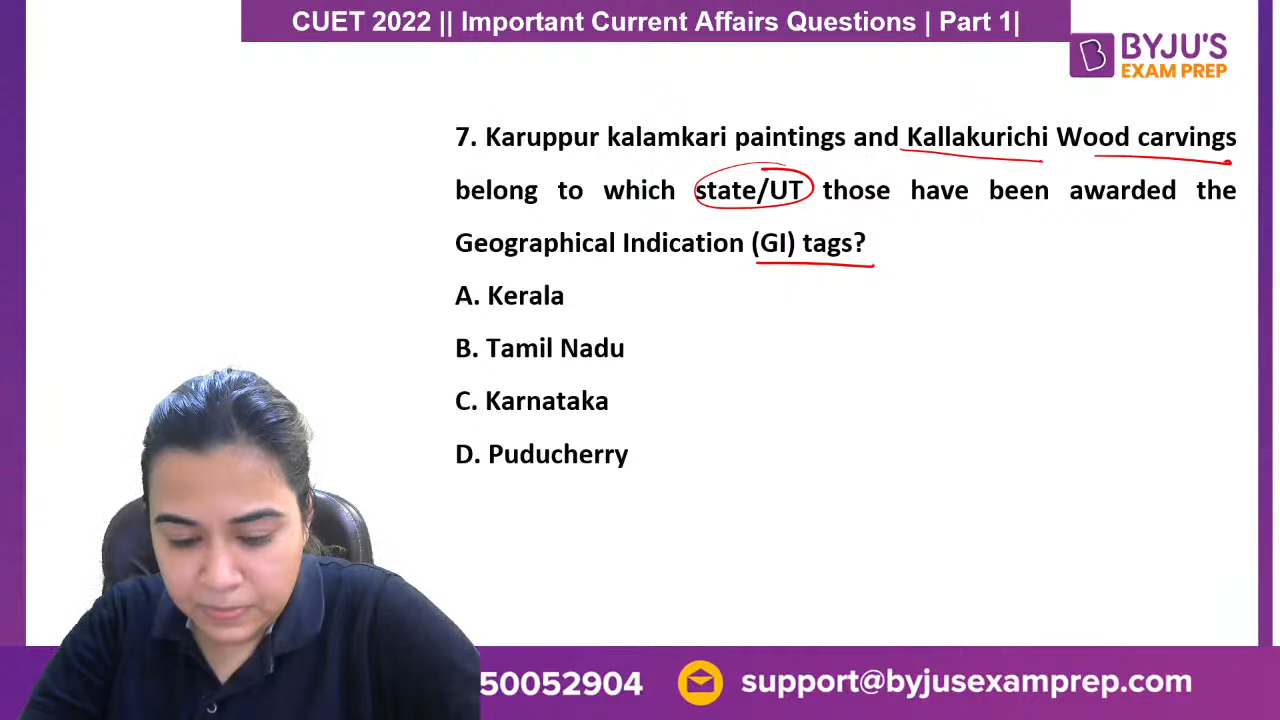 CUET 2022 || Important Current Affairs Questions | Part 1|
BYJU'S
EXAM PREP
7. Karuppur kalamkari paintings and Kallakurichi Wood carvings
belong to which state/UT those have been awarded the
Geographical Indication (GI) tags?
A. Kerala
B. Tamil Nadu
C. Karnataka
D. Puducherry
50052904
support@byjusexamprep.com